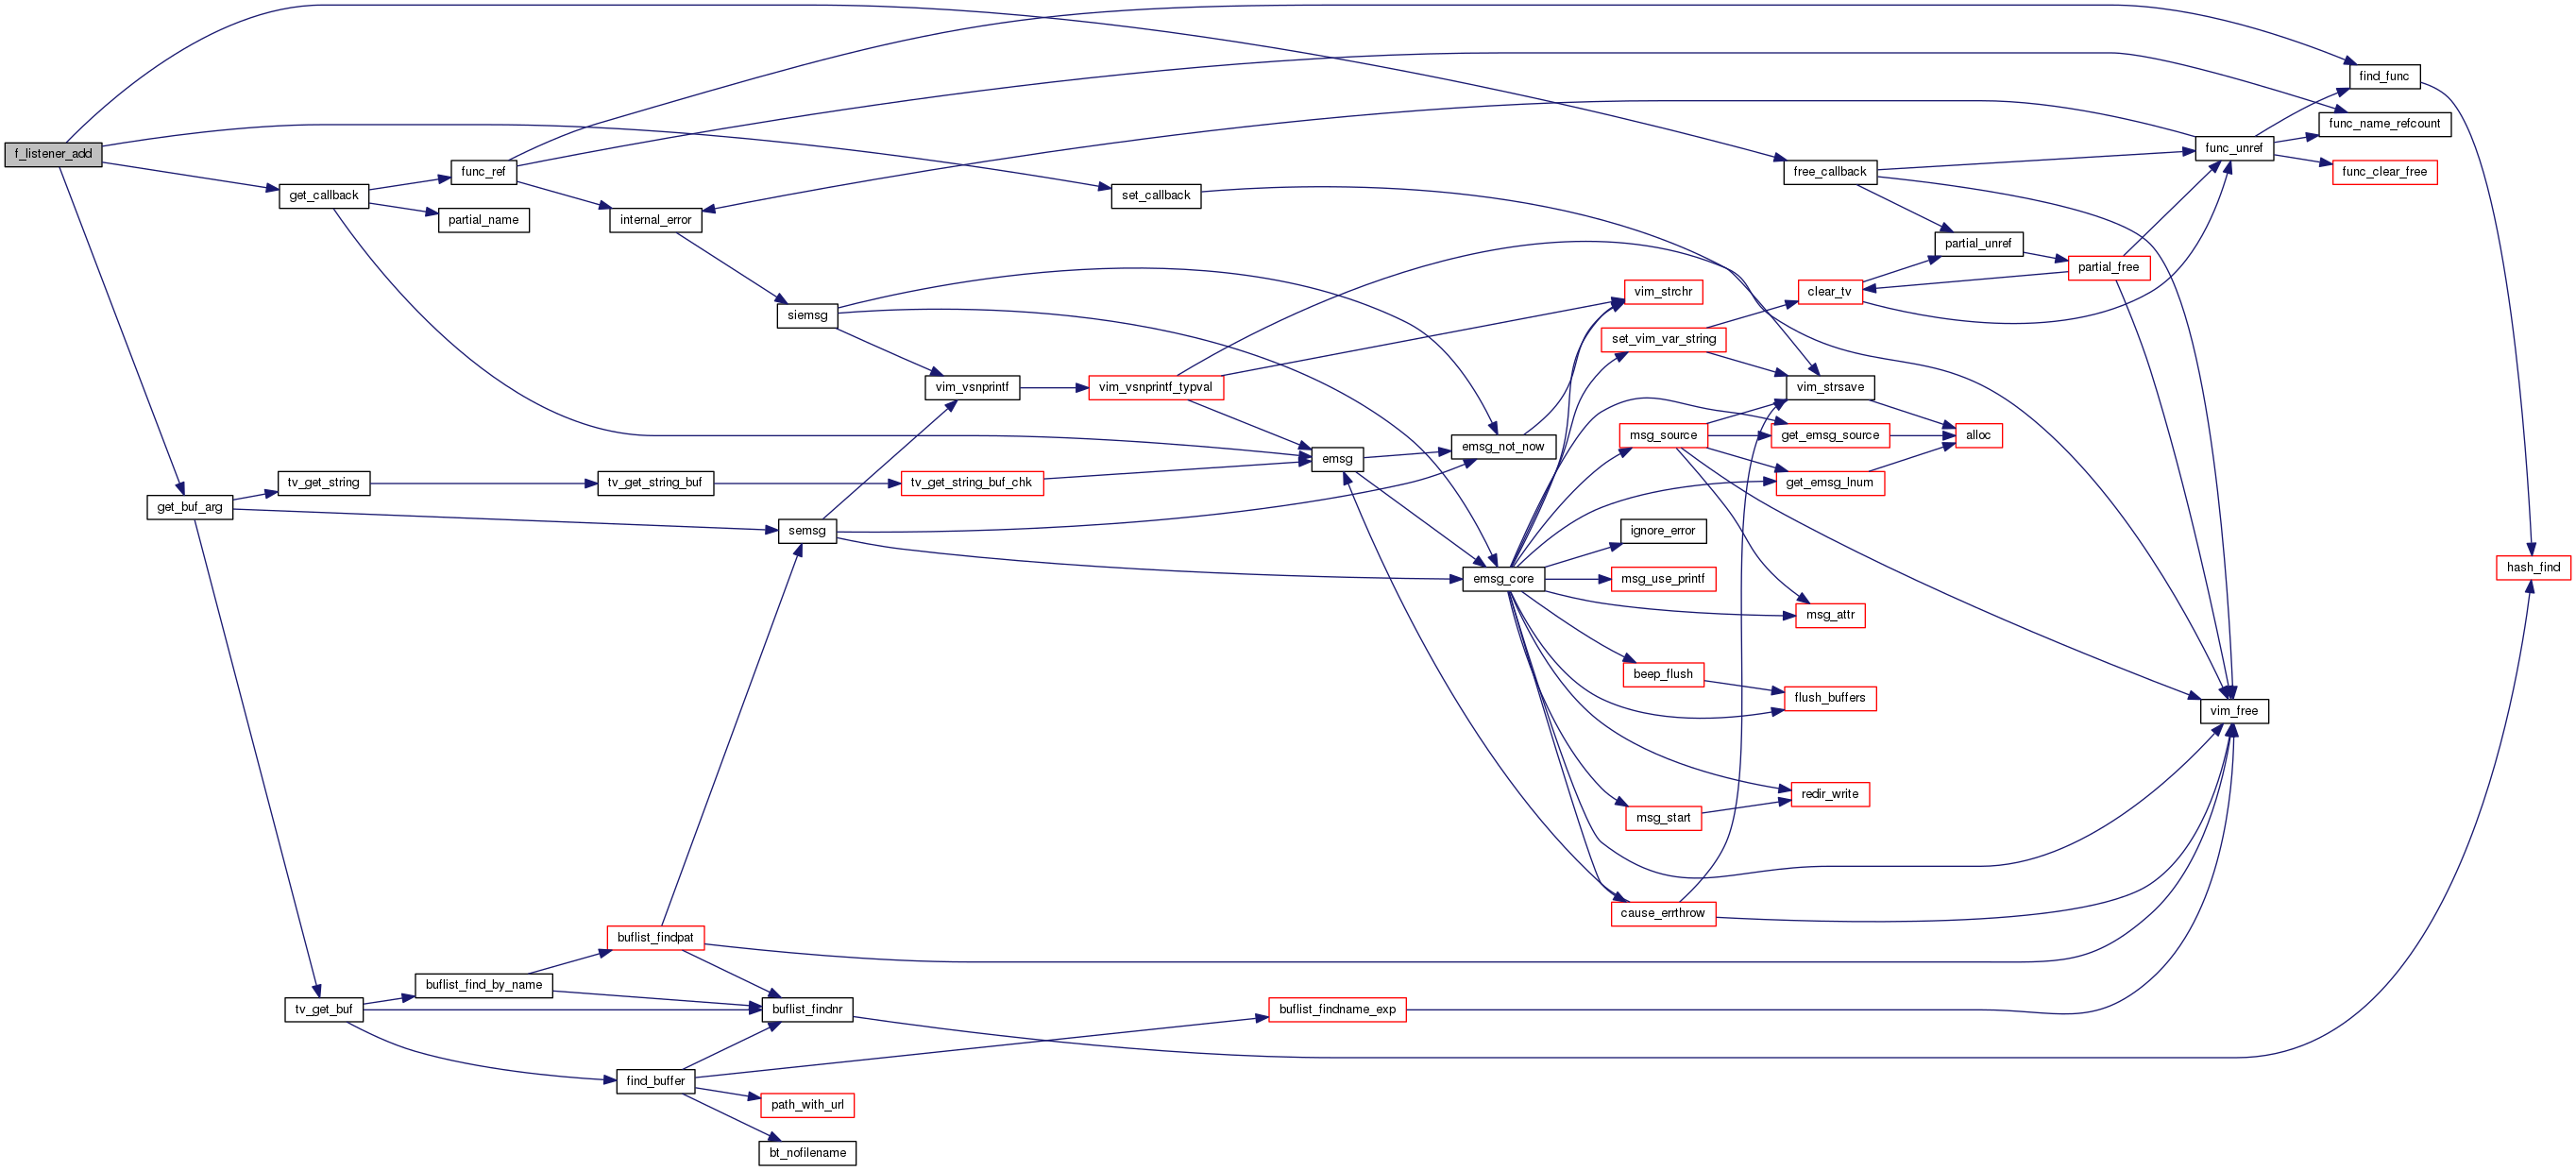 f_listener_add
get_callback
get_buf_arg
func_ref
partial_name
tv_get_string
tv_get_buf
internal_error
tv_get_string_buf
buflist_findpat
buflist_find_by_name
find_buffer
siemsg
semsg
buflist_findnr
path_with_url
bt_nofilename
vim_vsnprintf
tv_get_string_buf_chk
set_callback
vim_vsnprintf_typval
buflist_findname_exp
emsg
emsg_not_now
emsg_core
vim_strchr
set_vim_var_string
msg_source
ignore_error
msg_use_printf
beep_flush
msg_start
cause_errthrow
free_callback
clear_tv
vim_strsave
get_emsg_source
get_emsg_lnum
msg_attr
flush_buffers
redir_write
partial_unref
alloc
partial_free
func_unref
vim_free
find_func
func_name_refcount
func_clear_free
hash_find